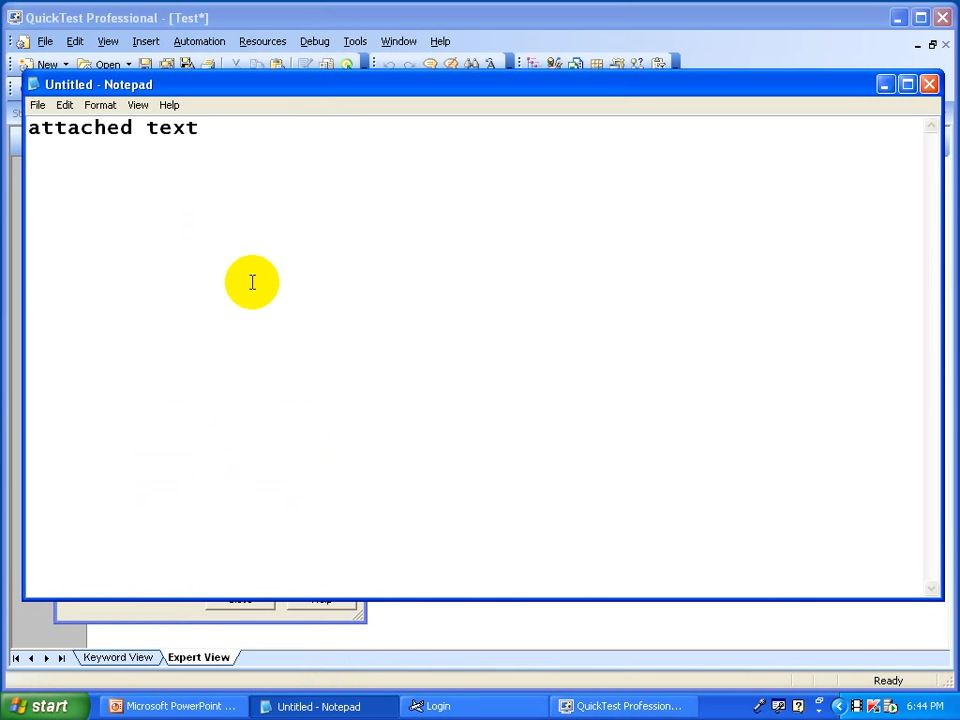 QuickTest Professional - [Test*]
File Edit View Insert Automation Resources Debug Tools Window Help
New Open
Untitled - Notepad
File Edit Format View Help
attached text
Keyword View Expert View
Ready
start Microsoft PowerPoint ... Untitled - Notepad Login QuickTest Profession... 6:44 PM